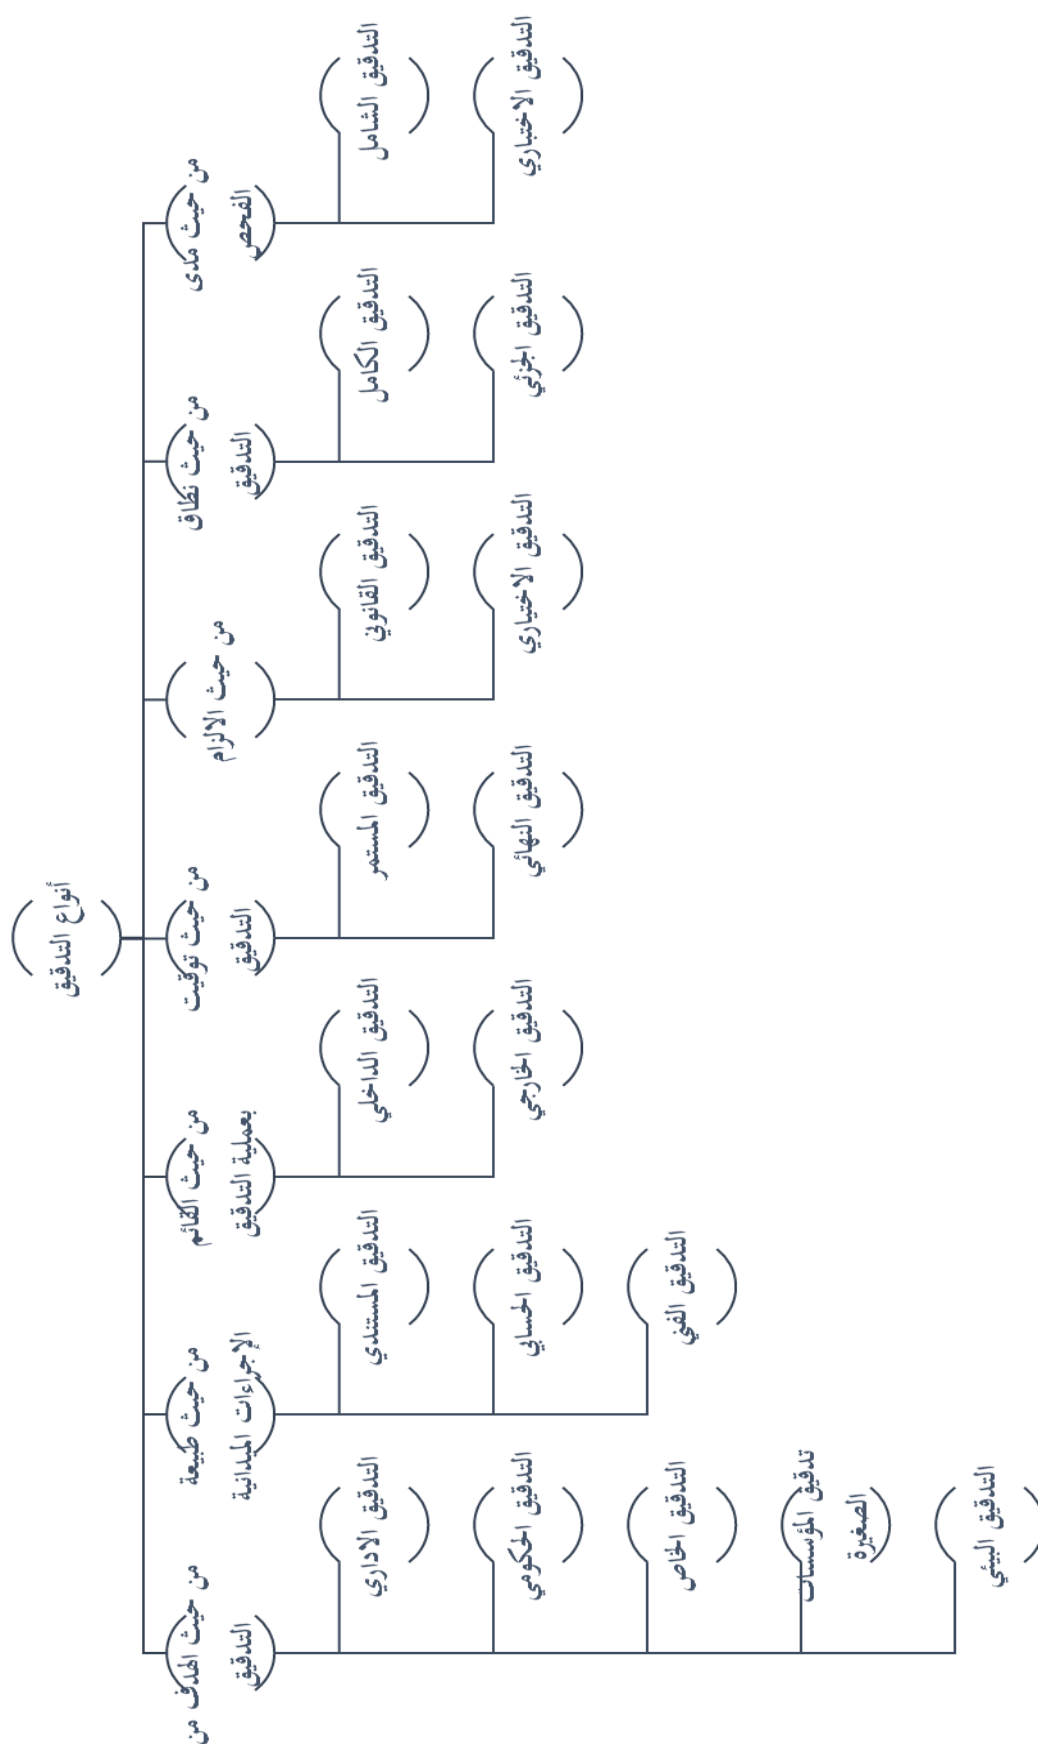 أنواع التدقيق
من حيث مدى
الفحص
التدقيق الشامل
التدقيق الاختباري
من حيث نطاق
التدقيق
التدقيق الكامل
التدقيق الجزئي
من حيث الالزام
التدقيق القانوني
التدقيق الاختياري
من حيث توقيت
التدقيق
التدقيق المستمر
التدقيق النهائي
من حيث القائم
بعملية التدقيق
التدقيق الداخلي
التدقيق الخارجي
من حيث طبيعة
الإجراءات الميدانية
التدقيق المستندي
التدقيق الحسابي
التدقيق الفني
من حيث الهدف من
التدقيق
التدقيق الاداري
التدقيق الحكومي
التدقيق الخاص
تدقيق المؤسسات
الصغيرة
التدقيق البيئي